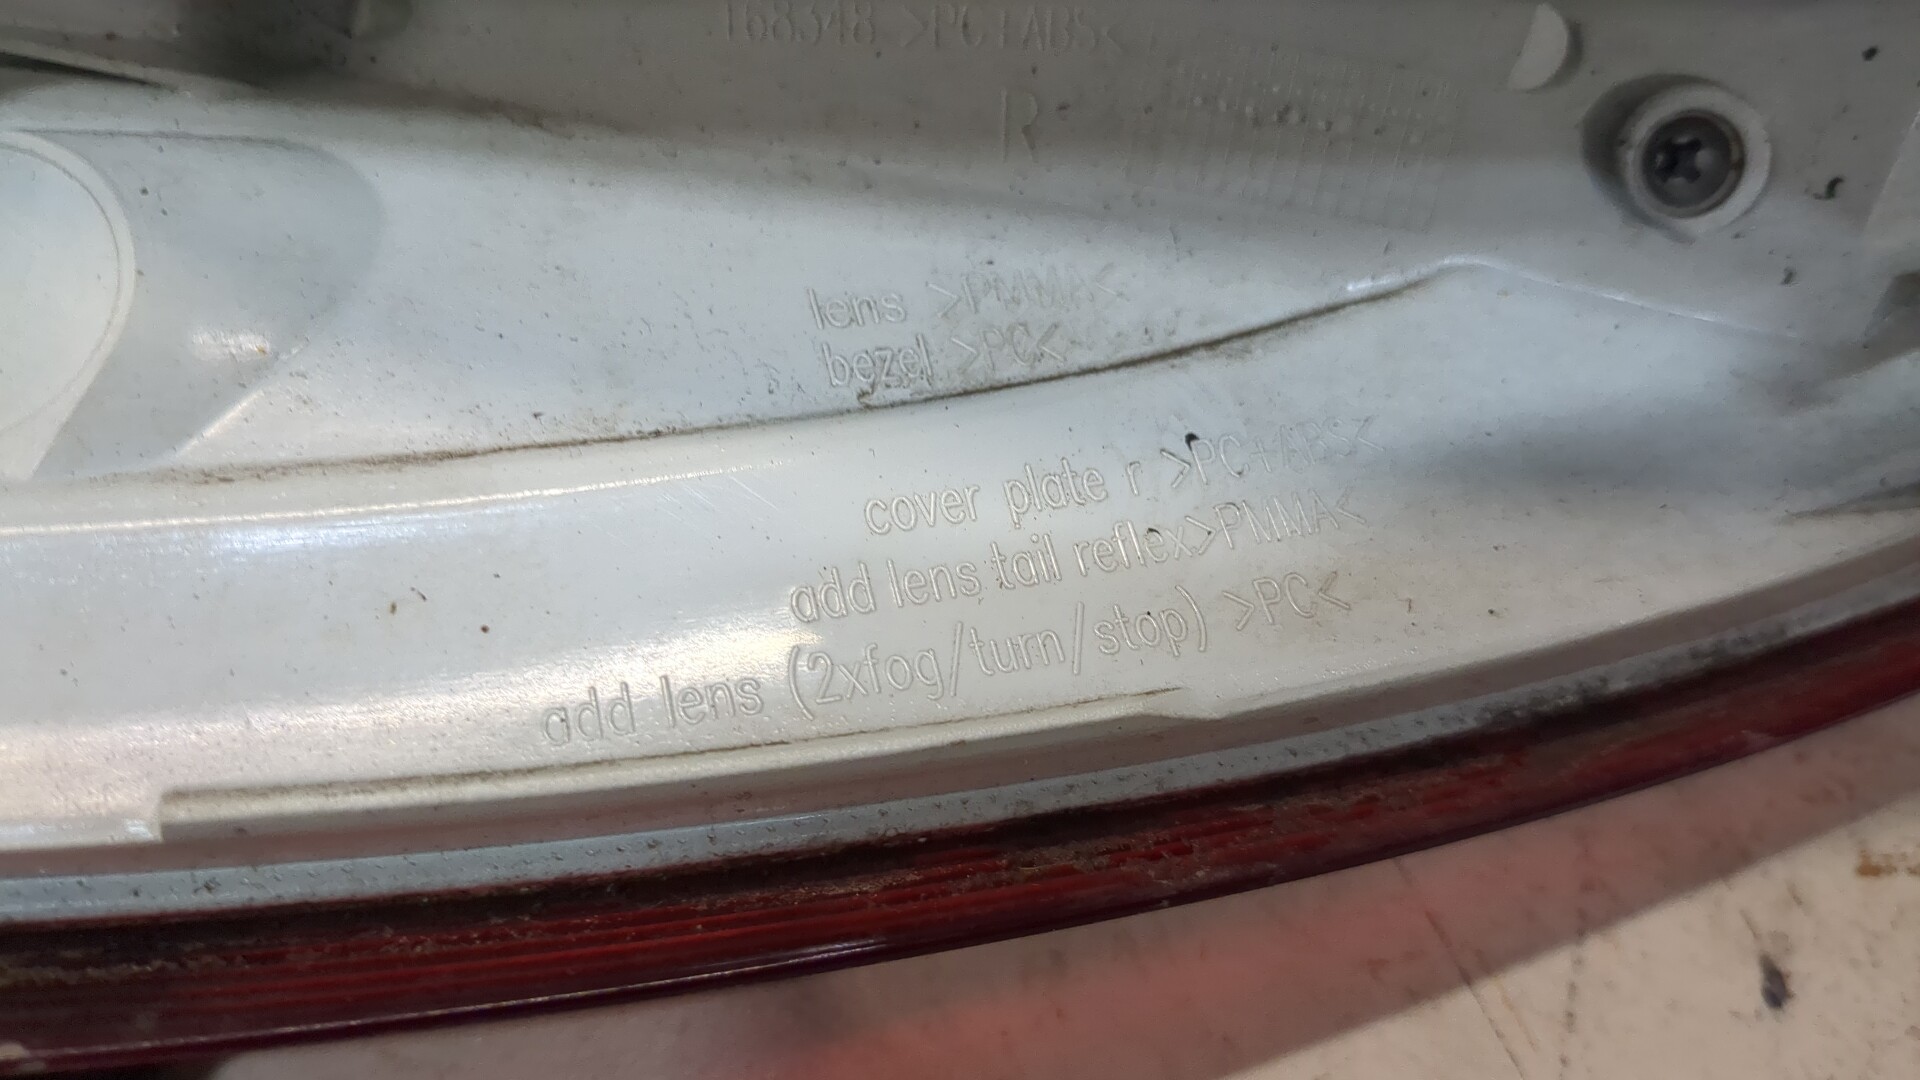 168348 >PC+ABS<
R
lens >PMMA<
bezel >PC<
cover plate r >PC+ABS<
add lens tail reflex>PMMA<
add lens (2xfog/turn/stop) >PC<